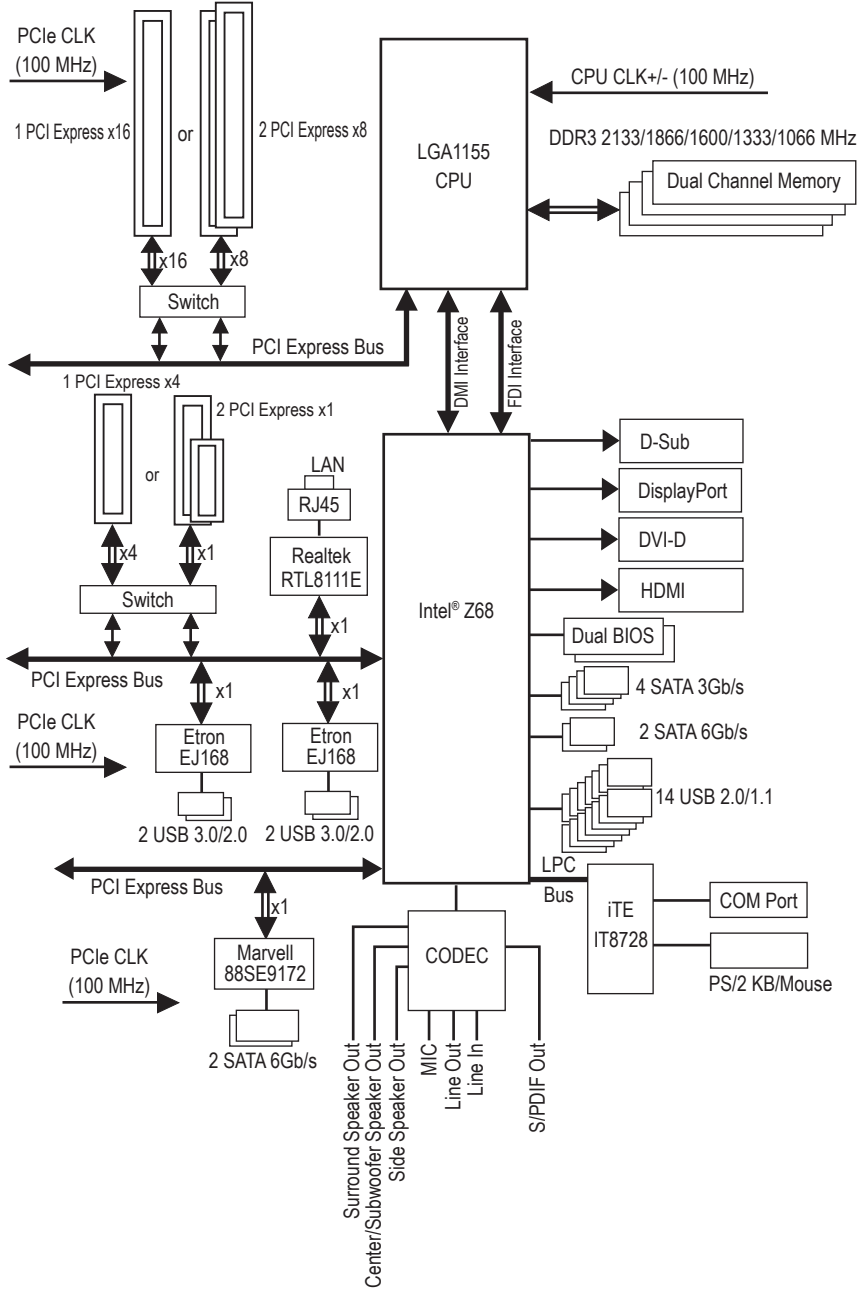 PCIe CLK
(100 MHz)
1 PCI Express x16
or
2 PCI Express x8
x16
x8
Switch
PCI Express Bus
LGA1155
CPU
CPU CLK+/- (100 MHz)
DDR3 2133/1866/1600/1333/1066 MHz
Dual Channel Memory
DMI Interface
FDI Interface
1 PCI Express x4
2 PCI Express x1
or
x4
x1
Switch
LAN
RJ45
Realtek
RTL8111E
x1
PCI Express Bus
x1
x1
PCIe CLK
(100 MHz)
Etron
EJ168
Etron
EJ168
2 USB 3.0/2.0
2 USB 3.0/2.0
Intel® Z68
D-Sub
DisplayPort
DVI-D
HDMI
Dual BIOS
4 SATA 3Gb/s
2 SATA 6Gb/s
14 USB 2.0/1.1
LPC
Bus
iTE
IT8728
COM Port
PS/2 KB/Mouse
PCI Express Bus
x1
PCIe CLK
(100 MHz)
Marvell
88SE9172
2 SATA 6Gb/s
CODEC
Surround Speaker Out
Center/Subwoofer Speaker Out
Side Speaker Out
MIC
Line Out
Line In
S/PDIF Out